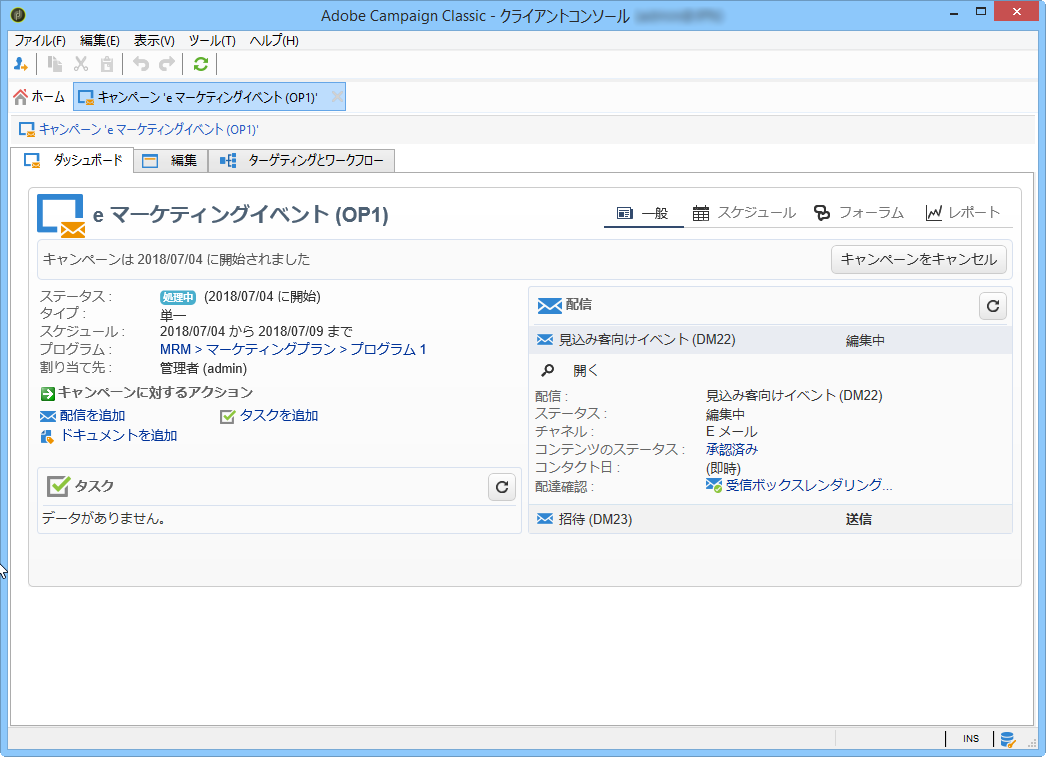 Adobe Campaign Classic - クライアントコンソール
ファイル(F) 編集(E) 表示(V) ツール(T) ヘルプ(H)
ホーム キャンペーン 'e マーケティングイベント (OP1)'
キャンペーン 'e マーケティングイベント (OP1)'
ダッシュボード 編集 ターゲティングとワークフロー
e マーケティングイベント (OP1) 一般 スケジュール フォーラム レポート
キャンペーンは 2018/07/04 に開始されました キャンペーンをキャンセル
ステータス : 処理中 (2018/07/04 に開始)
タイプ : 単一
スケジュール : 2018/07/04 から 2018/07/09 まで
プログラム : MRM > マーケティングプラン > プログラム 1
割り当て先 : 管理者 (admin)
キャンペーンに対するアクション
配信を追加 タスクを追加
ドキュメントを追加
タスク
データがありません。
配信
見込み客向けイベント (DM22) 編集中
開く
配信 : 見込み客向けイベント (DM22)
ステータス : 編集中
チャネル : E メール
コンテンツのステータス : 承認済み
コンタクト日 : (即時)
配達確認 : 受信ボックスレンダリング...
招待 (DM23) 送信
INS